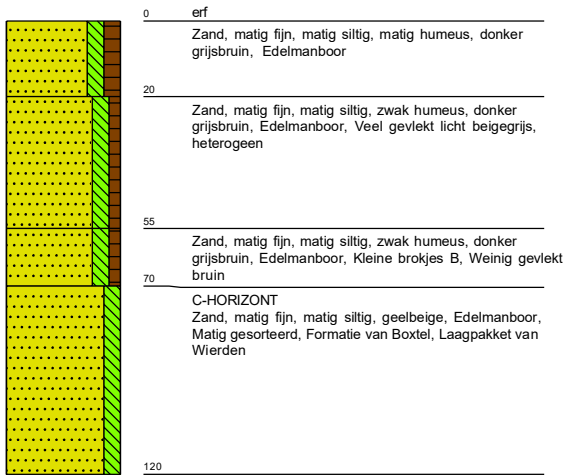 0 erf
Zand, matig fijn, matig siltig, matig humeus, donker
grijsbruin, Edelmanboor
20
Zand, matig fijn, matig siltig, zwak humeus, donker
grijsbruin, Edelmanboor, Veel gevlekt licht beigegrijs,
heterogeen
55
Zand, matig fijn, matig siltig, zwak humeus, donker
grijsbruin, Edelmanboor, Kleine brokjes B, Weinig gevlekt
bruin
70
C-HORIZONT
Zand, matig fijn, matig siltig, geelbeige, Edelmanboor,
Matig gesorteerd, Formatie van Boxtel, Laagpakket van
Wierden
120